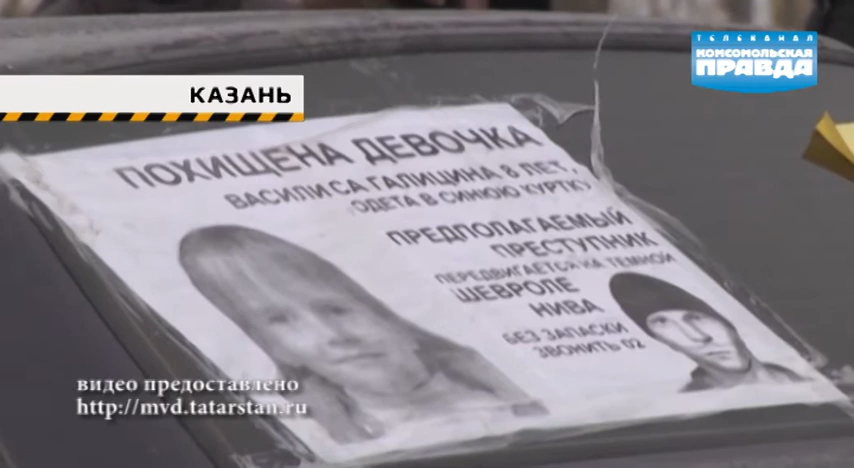 ТЕЛЕКАНАЛ
КОМСОМОЛЬСКАЯ
ПРАВДА
КАЗАНЬ
ПОХИЩЕНА ДЕВОЧКА
ВАСИЛИСА ГАЛИЦИНА 8 ЛЕТ,
ОДЕТА В СИНЮЮ КУРТКУ
ПРЕДПОЛАГАЕМЫЙ
ПРЕСТУПНИК
ПЕРЕДВИГАЕТСЯ НА ТЕМНОЙ
ШЕВРОЛЕ
НИВА
БЕЗ ЗАПАСКИ
ЗВОНИТЬ 02
видео предоставлено
http://mvd.tatarstan.ru